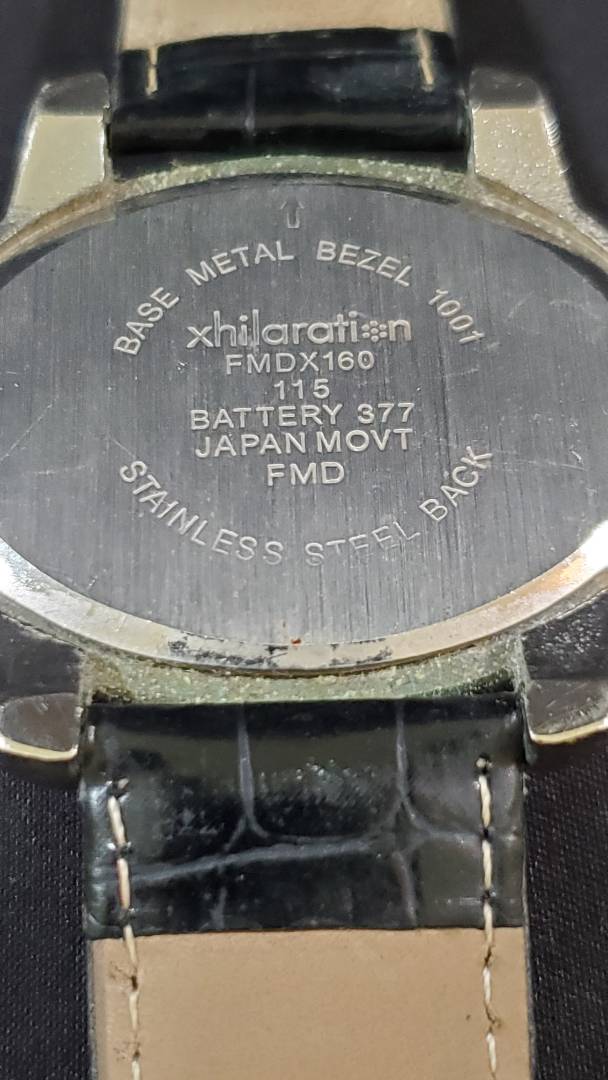 BASE METAL BEZEL 1001
xhilaration
FMDX160
115
BATTERY 377
JAPAN MOVT
FMD
STAINLESS STEEL BACK